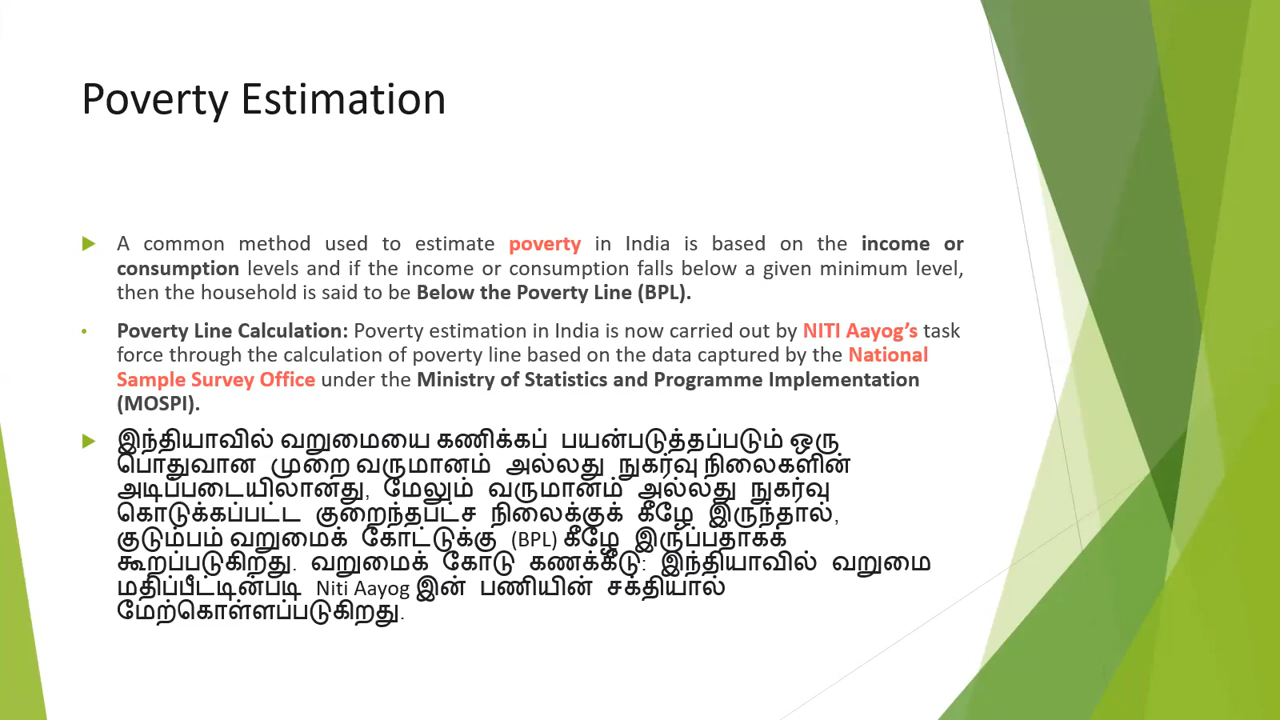 Poverty Estimation
A common method used to estimate poverty in India is based on the income or
consumption levels and if the income or consumption falls below a given minimum level,
then the household is said to be Below the Poverty Line (BPL).
Poverty Line Calculation: Poverty estimation in India is now carried out by NITI Aayog’s task
force through the calculation of poverty line based on the data captured by the National
Sample Survey Office under the Ministry of Statistics and Programme Implementation
(MOSPI).
இந்தியாவில் வறுமையை கணிக்கப் பயன்படுத்தப்படும் ஒரு
பொதுவான முறை வருமானம் அல்லது நுகர்வு நிலைகளின்
அடிப்படையிலானது, மேலும் வருமானம் அல்லது நுகர்வு
கொடுக்கப்பட்ட குறைந்தபட்ச நிலைக்குக் கீழே இருந்தால்,
குடும்பம் வறுமைக் கோட்டுக்கு (BPL) கீழே இருப்பதாகக்
கூறப்படுகிறது. வறுமைக் கோடு கணக்கீடு: இந்தியாவில் வறுமை
மதிப்பீட்டின்படி Niti Aayog இன் பணியின் சக்தியால்
மேற்கொள்ளப்படுகிறது.